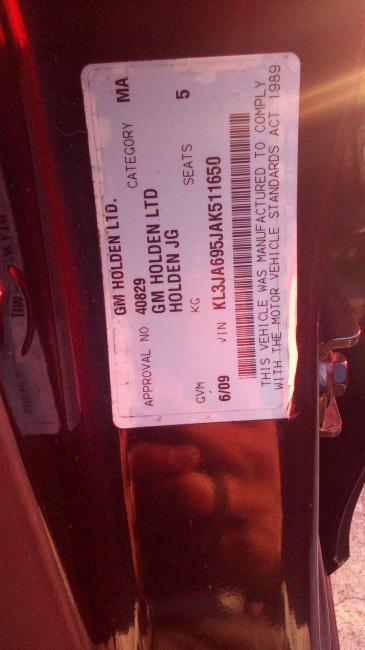 GM HOLDEN LTD.
APPROVAL NO 40829 CATEGORY MA
GM HOLDEN LTD
HOLDEN JG
GVM KG SEATS 5
6/09 VIN KL3JA695JAK511650
THIS VEHICLE WAS MANUFACTURED TO COMPLY
WITH THE MOTOR VEHICLE STANDARDS ACT 1989